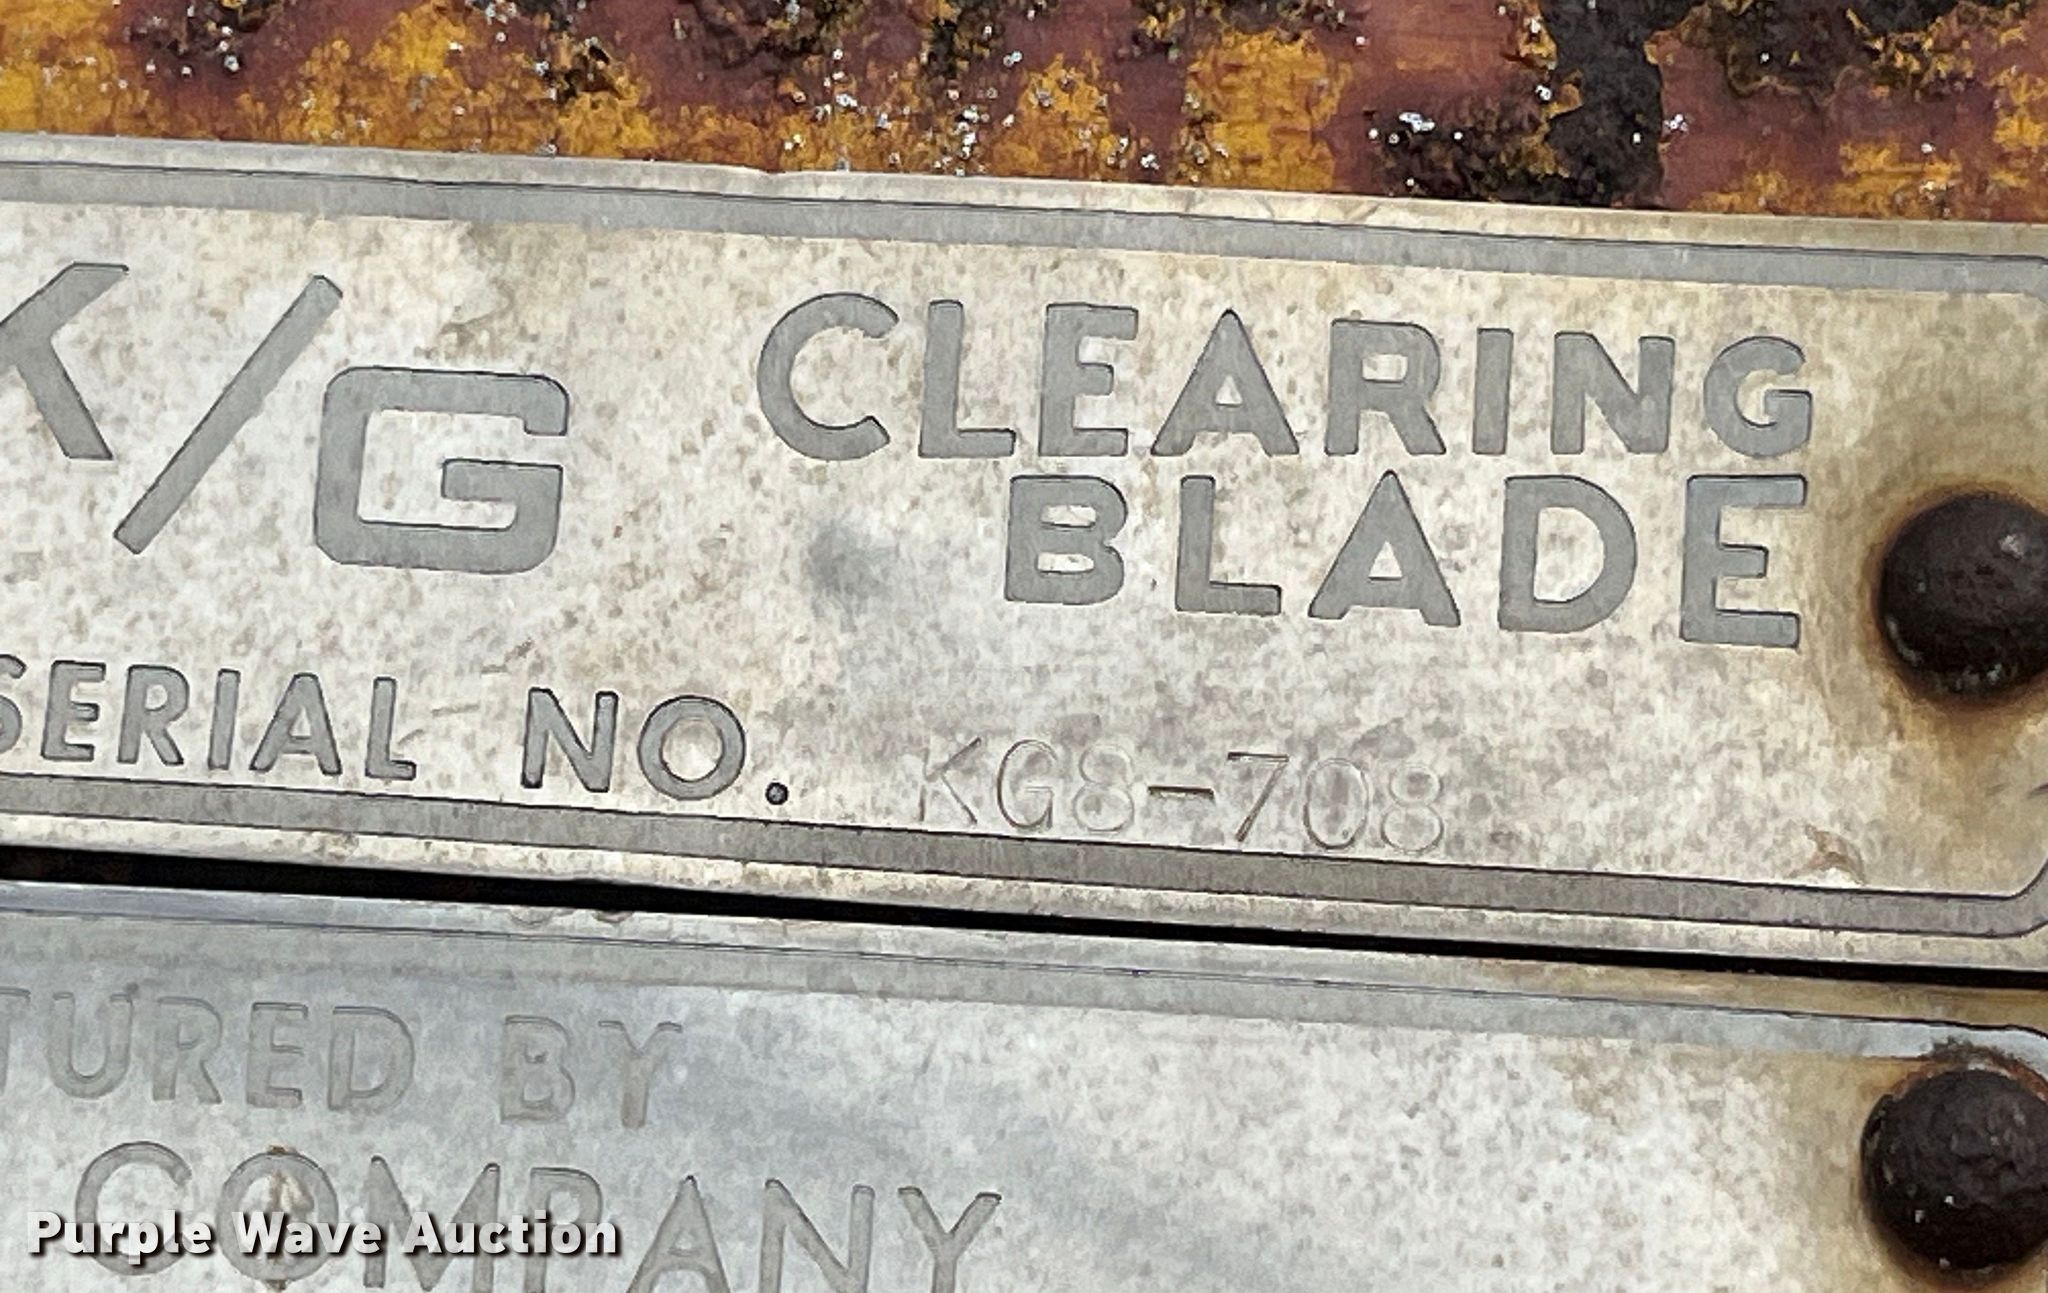 K/G CLEARING
BLADE
SERIAL NO. KG8-708
TURED BY
COMPANY
Purple Wave Auction